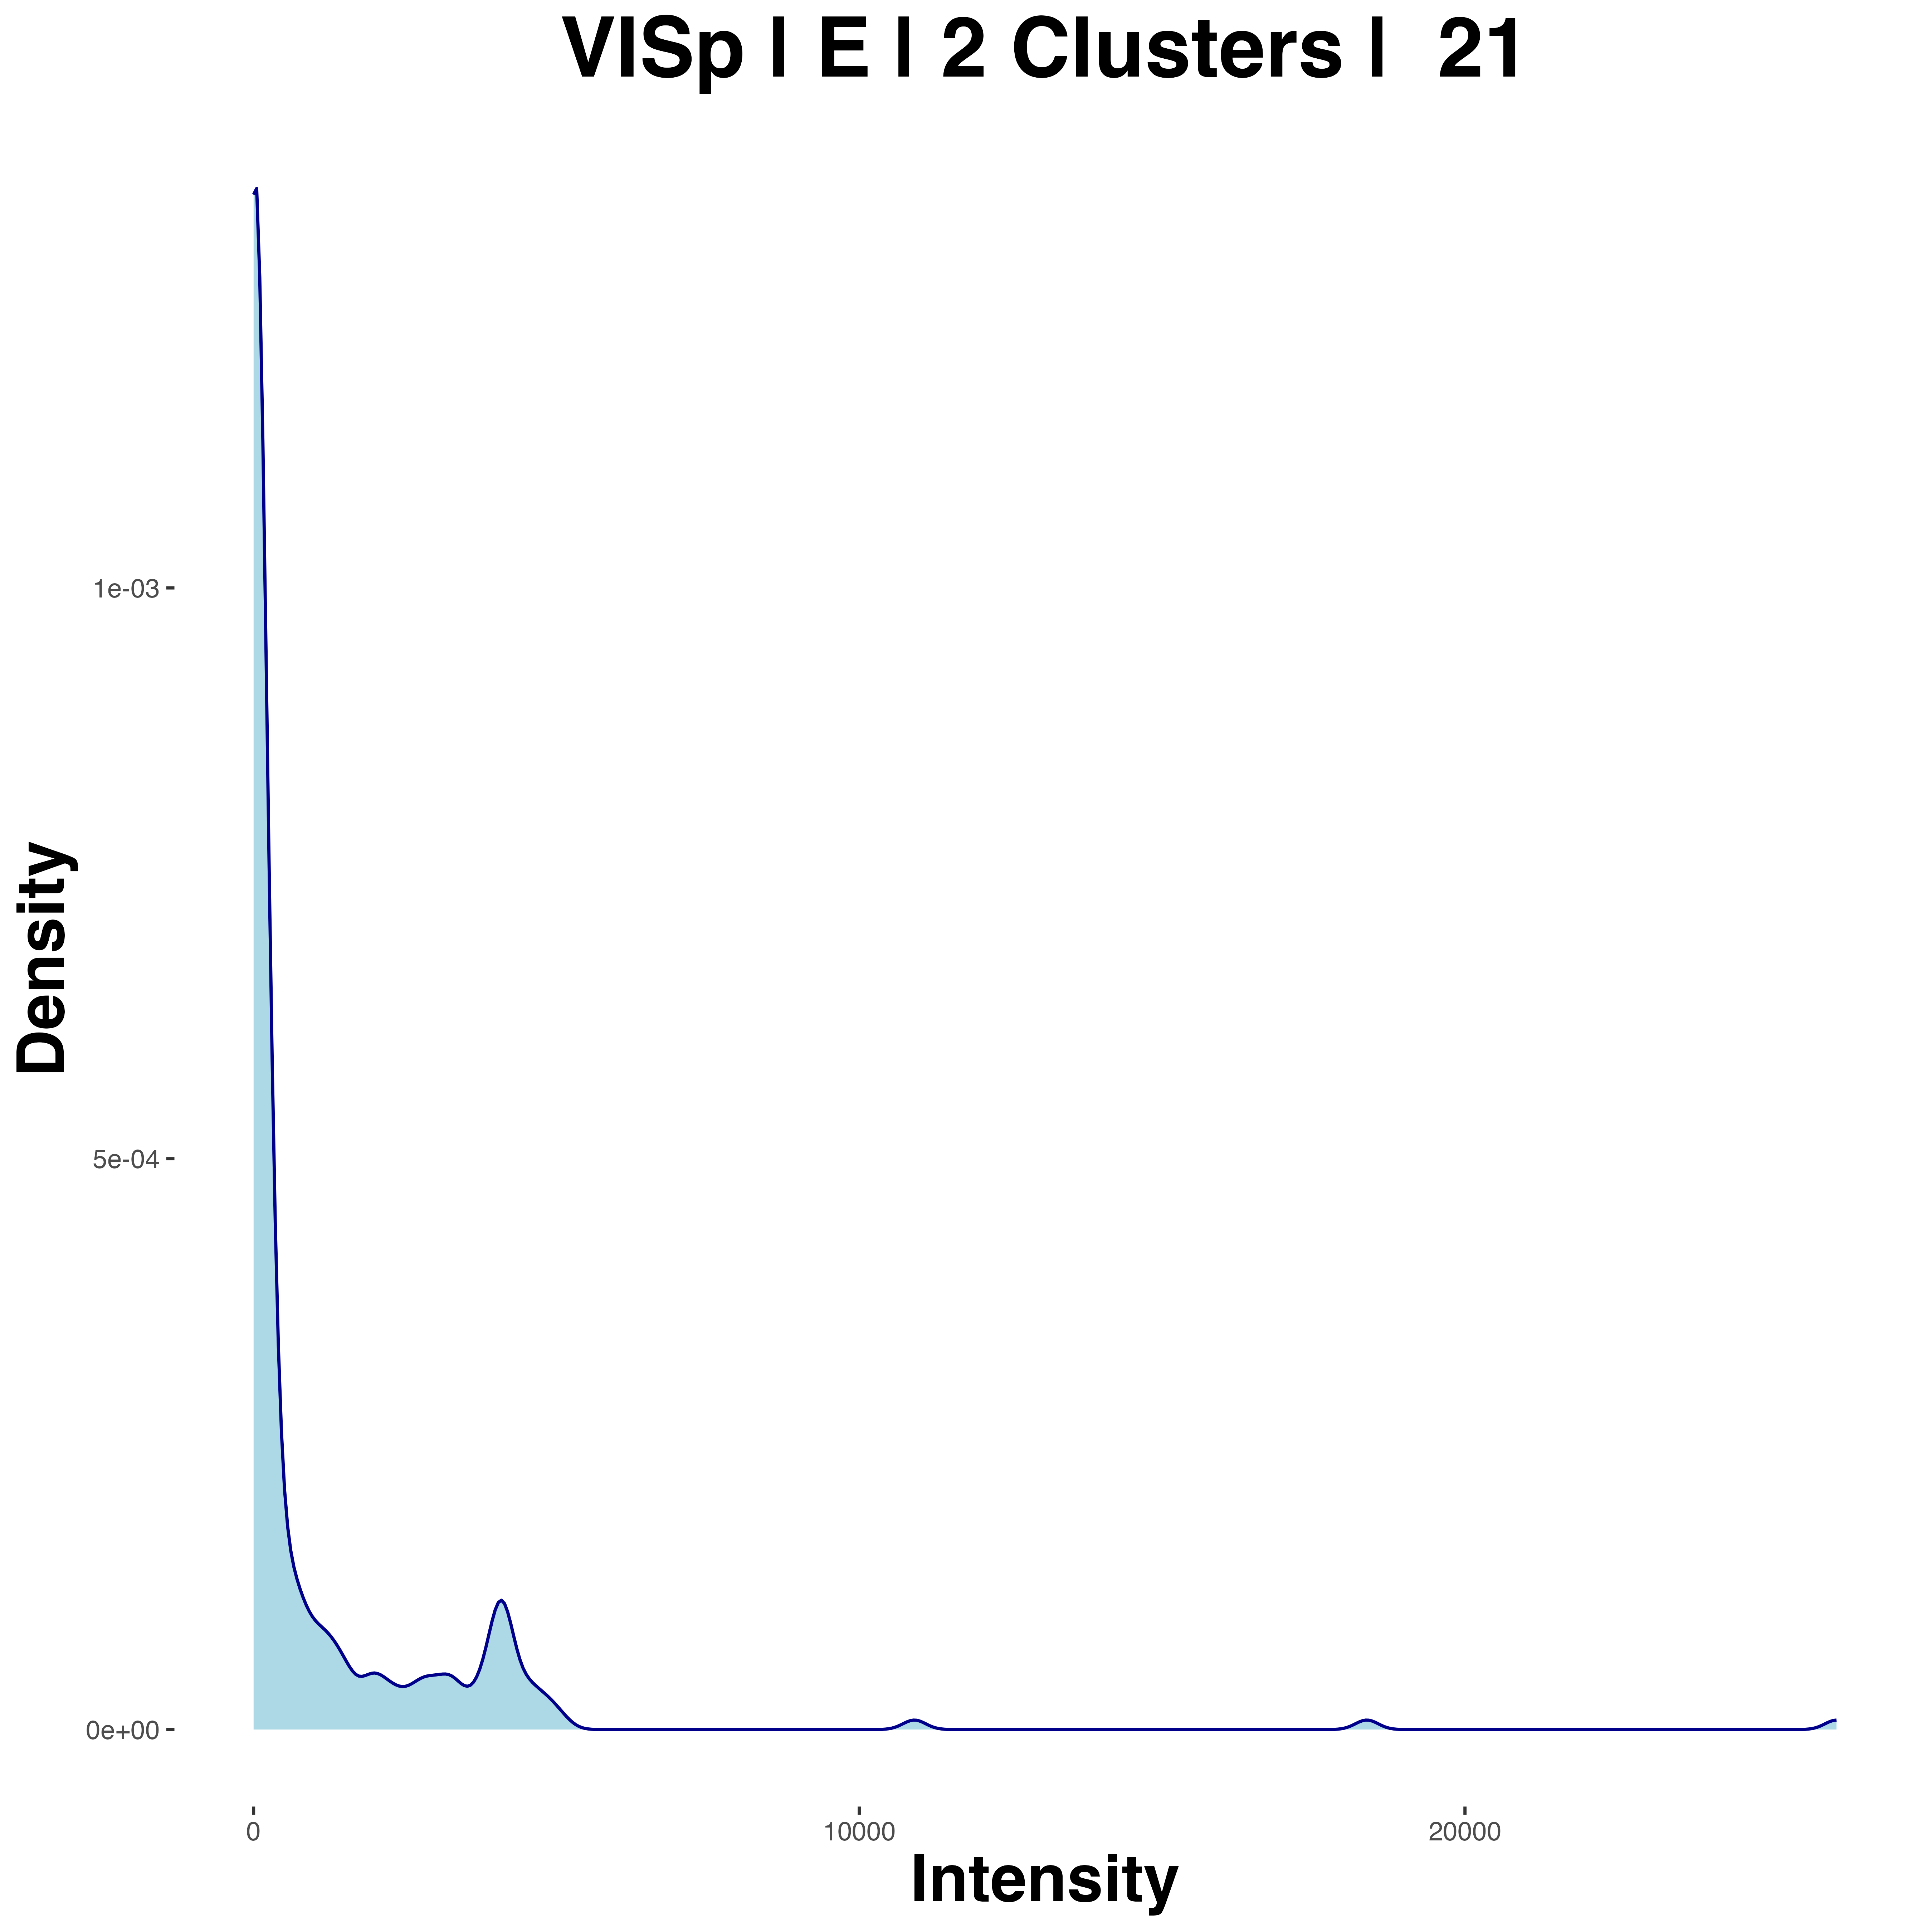 VISp | E | 2 Clusters |  21
Density
1e-03
5e-04
0e+00
0 10000 20000
Intensity